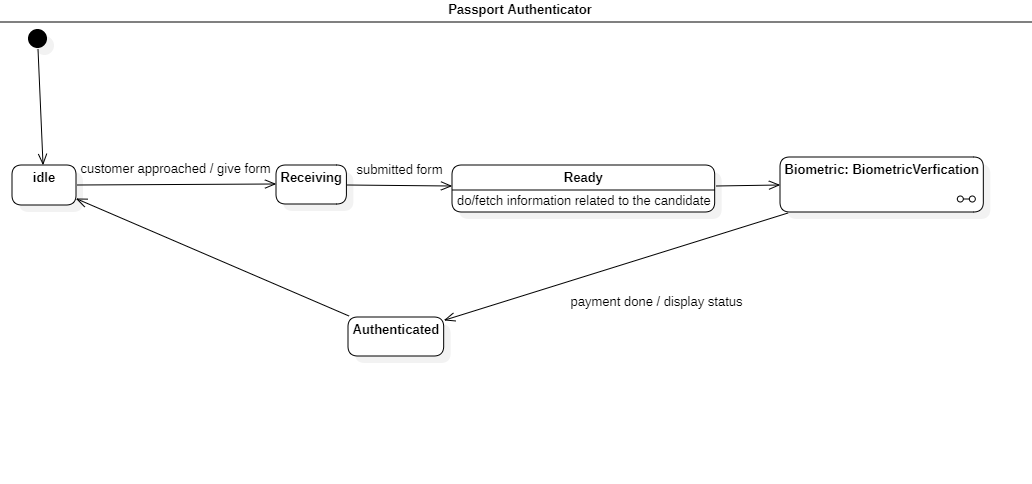 Passport Authenticator
idle
customer approached / give form
Receiving
submitted form
Ready
do/fetch information related to the candidate
Biometric: BiometricVerfication
payment done / display status
Authenticated